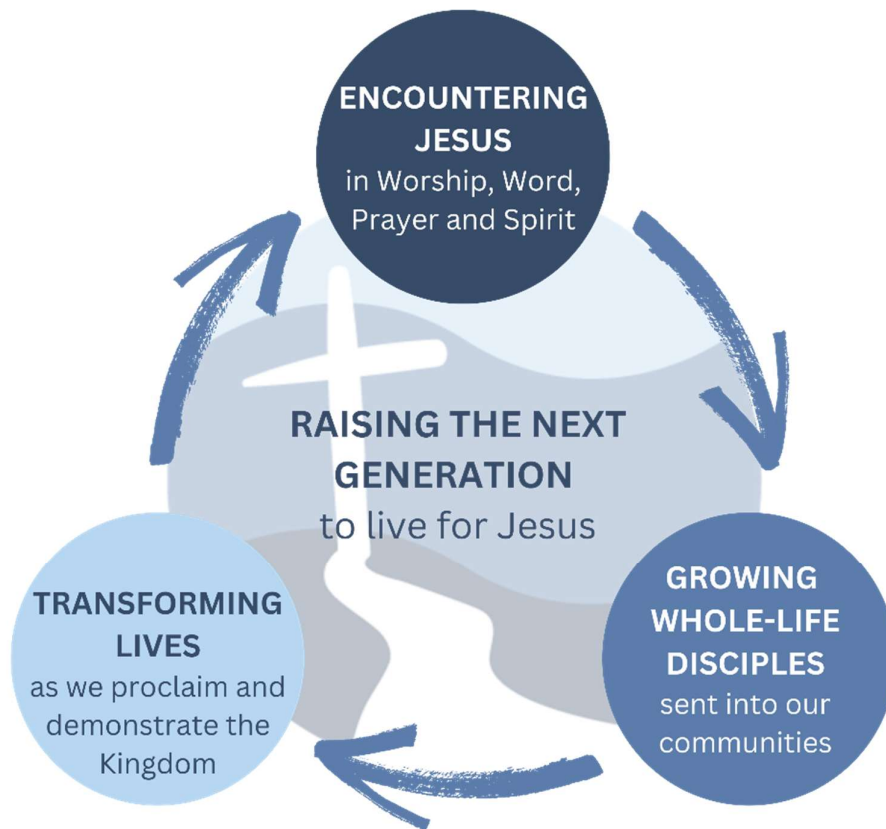 ENCOUNTERING
JESUS
in Worship, Word,
Prayer and Spirit
RAISING THE NEXT
GENERATION
to live for Jesus
GROWING
WHOLE-LIFE
DISCIPLES
sent into our
communities
TRANSFORMING
LIVES
as we proclaim and
demonstrate the
Kingdom